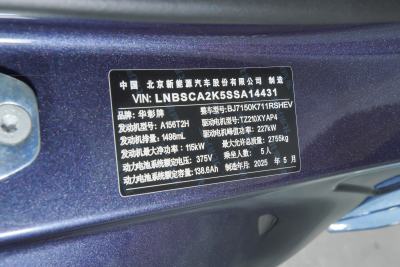 中国 北京新能源汽车股份有限公司 制造
VIN: LNBSCA2K5SSA14431
品牌：华彩牌 整车型号：BJ7150K711RSHEV
发动机型号：A156T2H 驱动电机型号：TZ210XYAP4
发动机排量：1498mL 驱动电机峰值功率：227kW
发动机最大净功率：115kW 最大允许总质量：2755kg
动力电池系统额定电压：375V 乘坐人数：5人
动力电池系统额定容量：138.6Ah 制造年月：2025年5月